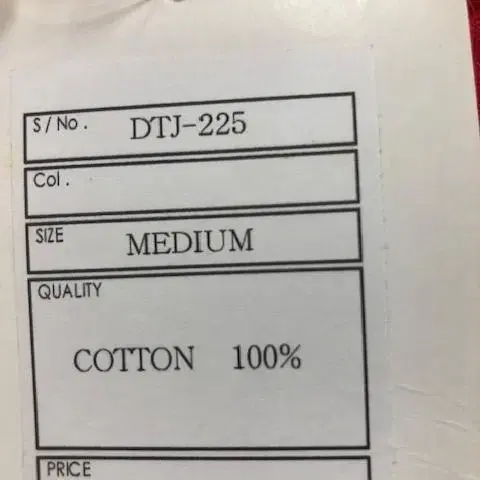 S/No. DTJ-225
Col.
SIZE MEDIUM
QUALITY
COTTON 100%
PRICE